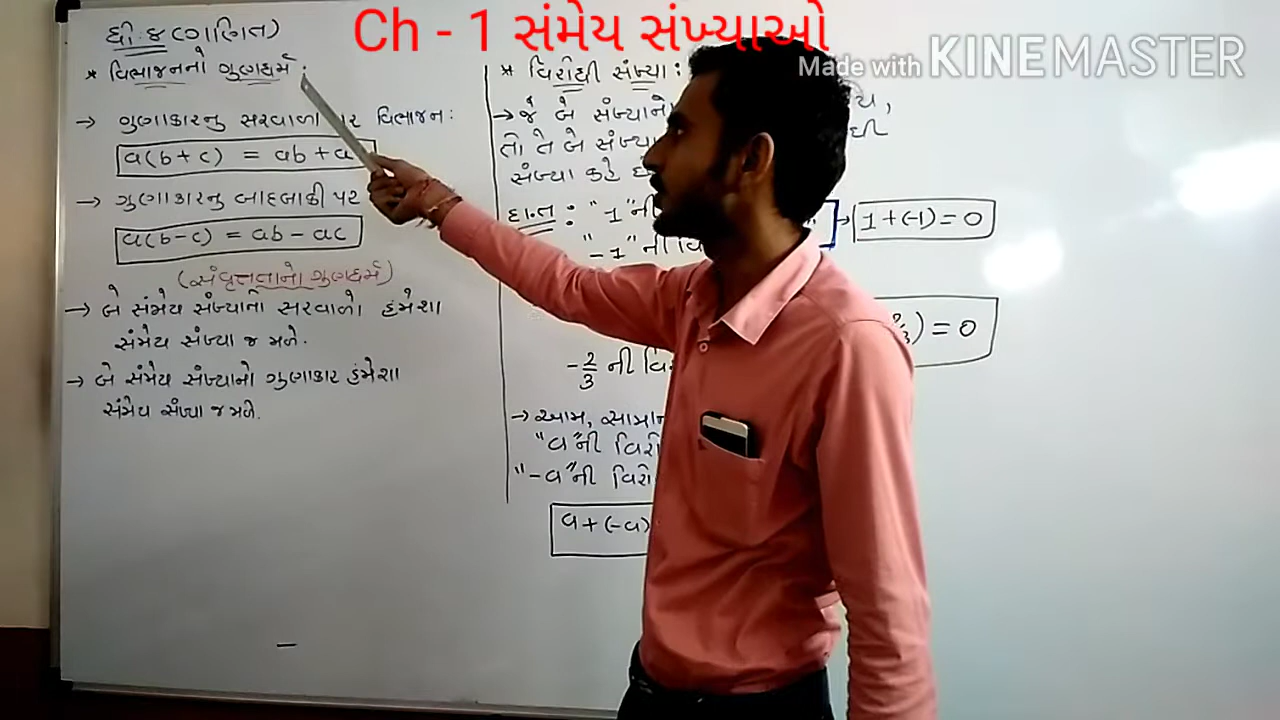 Ch - 1 સંમેય સંખ્યાઓ
Made with KINEMASTER
ધો. ૮ (ગણિત)
* વિભાજનનો ગુણધર્મ :
→ ગુણાકારનુ સરવાળા પર વિભાજન :
a(b+c) = ab + a
→ ગુણાકારનુ બાદબાકી પર
a(b-c) = ab - ac
(સંવૃત્તતાનો ગુણધર્મ)
→ બે સંમેય સંખ્યાનો સરવાળો હંમેશા
સંમેય સંખ્યા જ મળે.
→ બે સંમેય સંખ્યાનો ગુણાકાર હંમેશા
સંમેય સંખ્યા જ મળે.
* વિરોધી સંખ્યા :
→ જે બે સંખ્યાનો
તો તે બે સંખ્યા
સંખ્યા કહે છે
દા.ત : "1"ની
→ 1 + (-1) = 0
"-1"ની વિ
) = 0
-2/3 ની વિ
→ આમ,
"a"ની વિરો
"-a"ની વિરો
a + (-a)